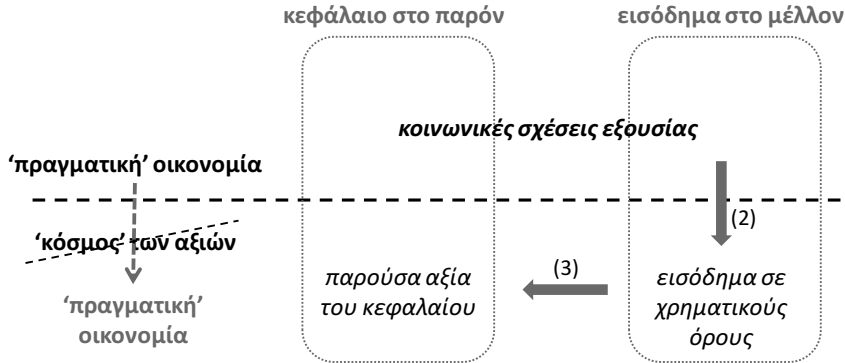 κεφάλαιο στο παρόν
εισόδημα στο μέλλον
κοινωνικές σχέσεις εξουσίας
‘πραγματική’ οικονομία
(2)
‘κόσμος’ των αξιών
(3)
παρούσα αξία
του κεφαλαίου
εισόδημα σε
χρηματικούς
όρους
‘πραγματική’
οικονομία